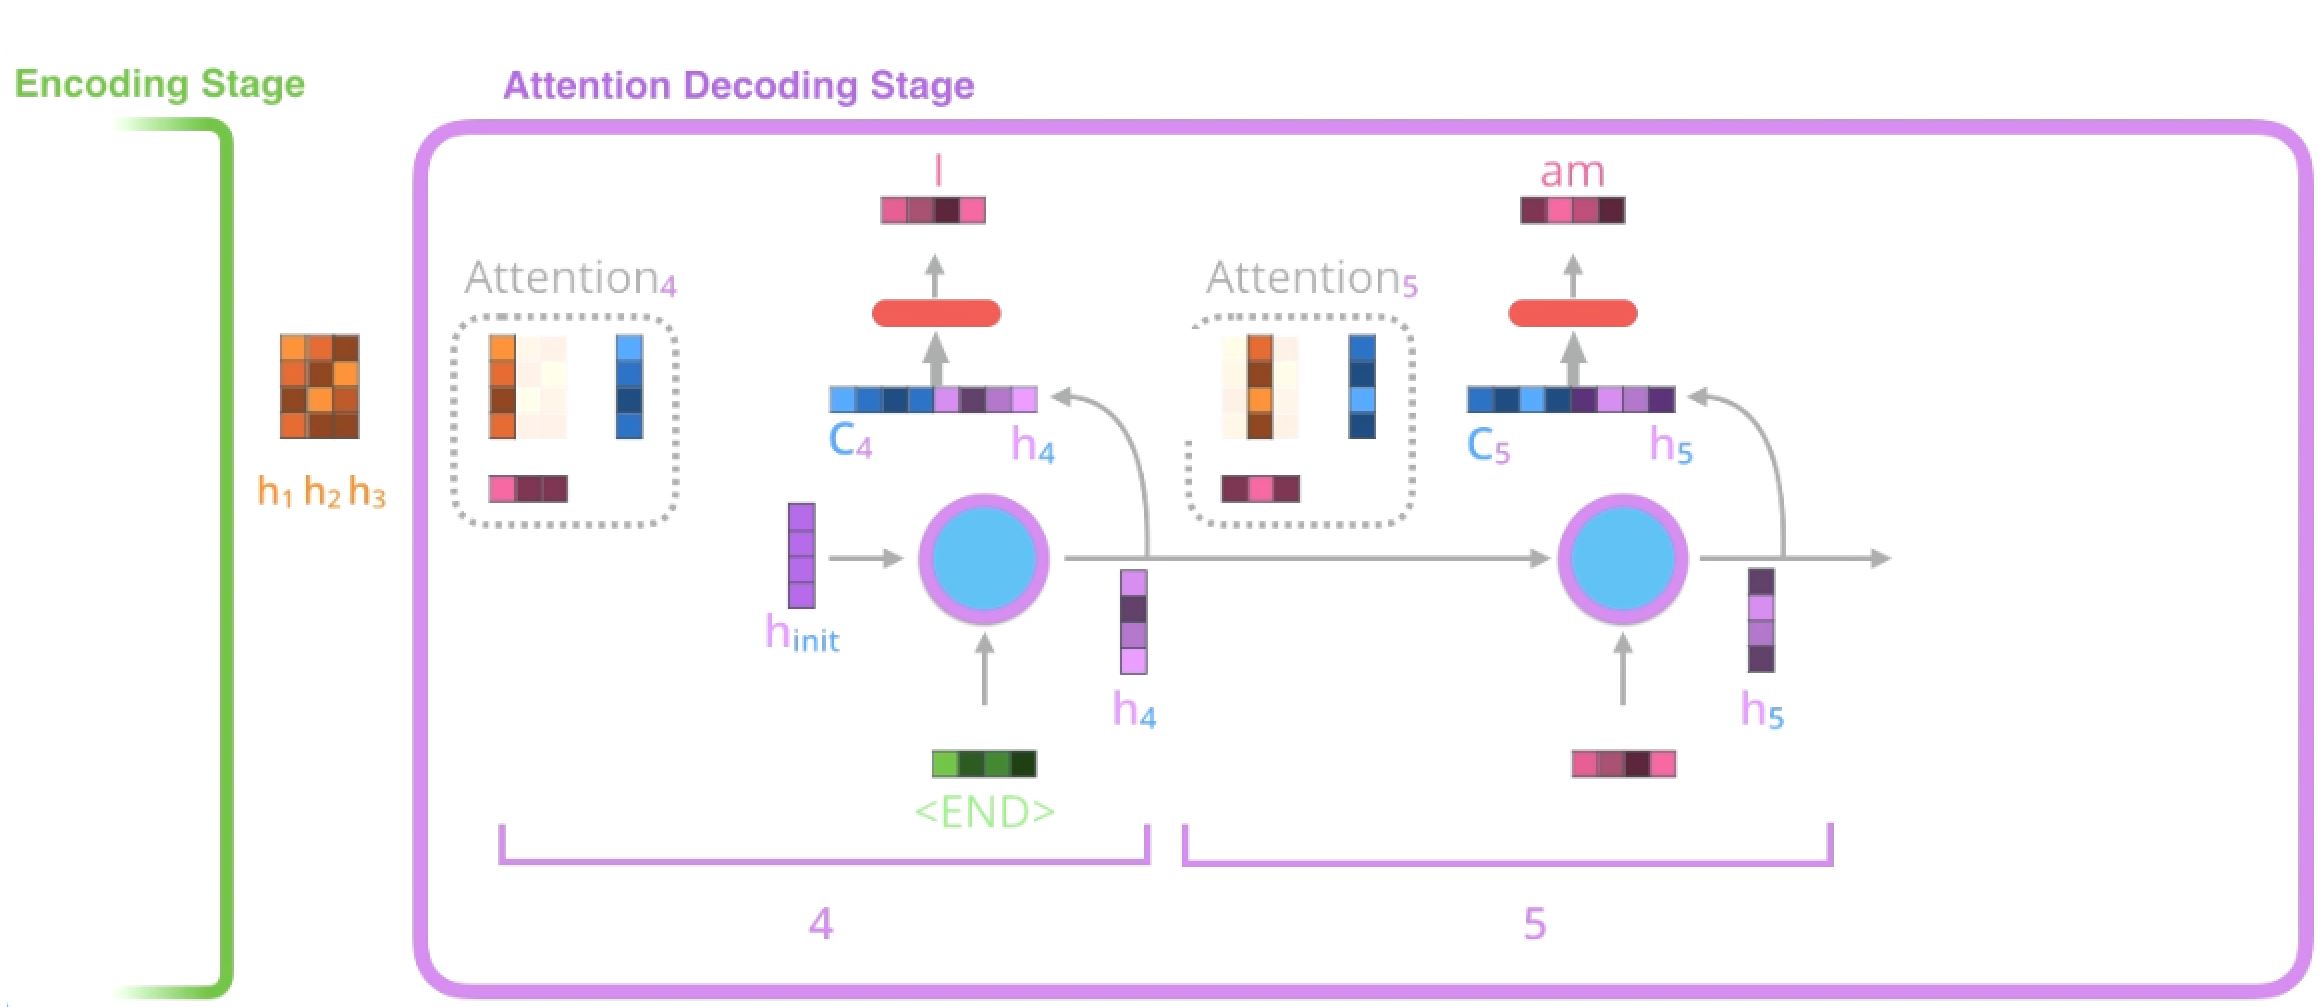 Encoding Stage
Attention Decoding Stage
I
am
Attention4
Attention5
C4
h4
C5
h5
h1 h2 h3
hinit
h4
h5
<END>
4
5